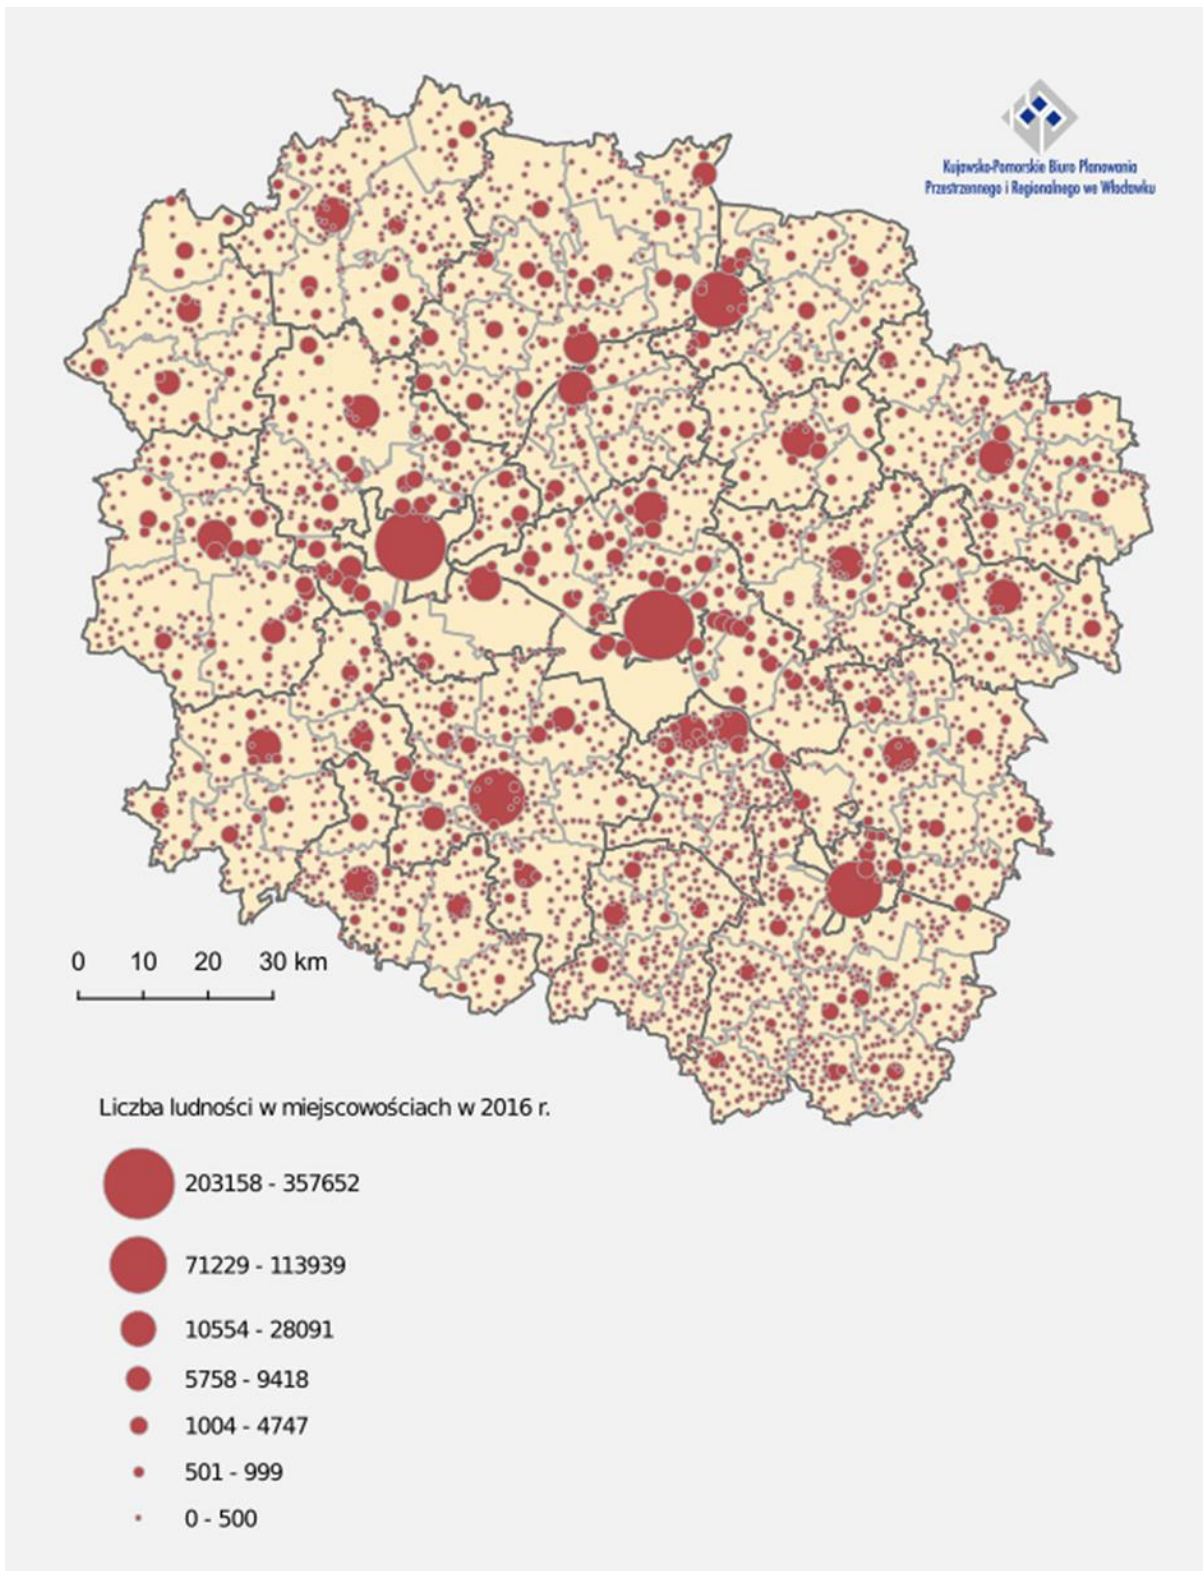 Kujawsko-Pomorskie Biuro Planowania
Przestrzennego i Regionalnego we Włocławku
0 10 20 30 km
Liczba ludności w miejscowościach w 2016 r.
203158 - 357652
71229 - 113939
10554 - 28091
5758 - 9418
1004 - 4747
501 - 999
0 - 500